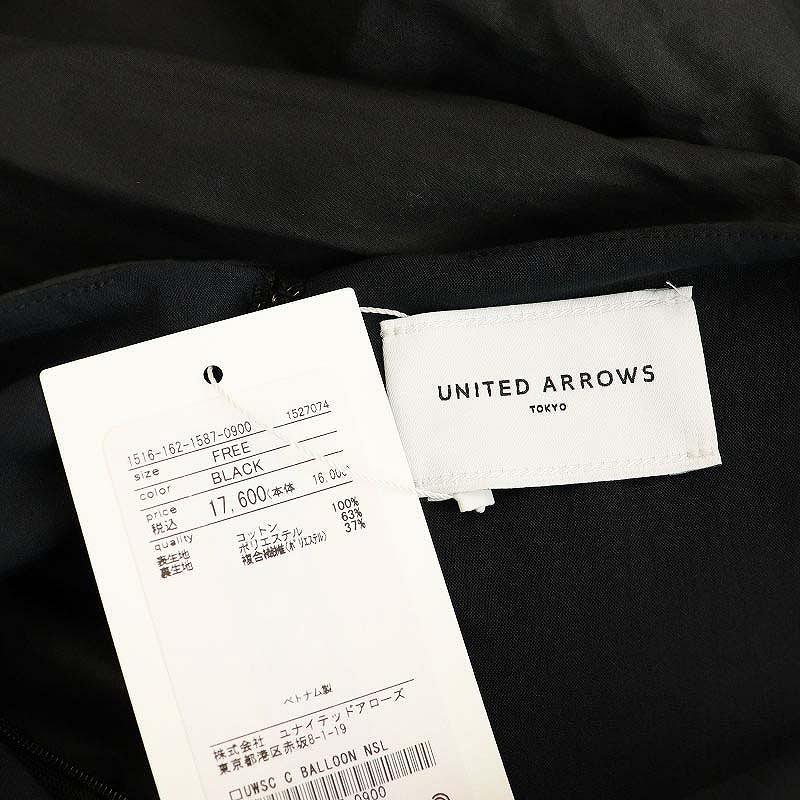 1516-162-1587-0900 1527074
size FREE
color BLACK
price
税込 17,600(本体 16,000
quality
表生地 コットン 100%
裏生地 ポリエステル 63%
複合繊維(ポリエステル) 37%
ベトナム製
株式会社 ユナイテッドアローズ
東京都港区赤坂8-1-19
□UWSC C BALLOON NSL
UNITED ARROWS
TOKYO